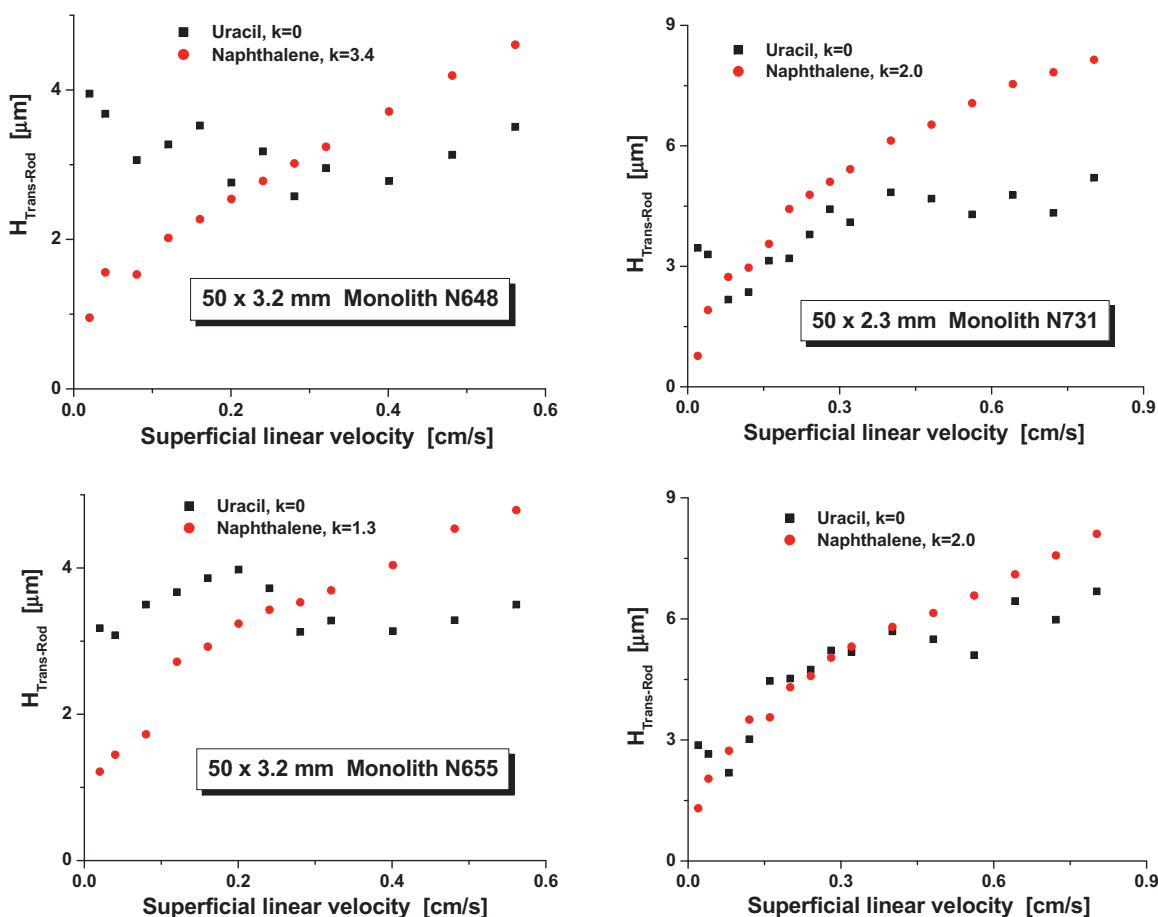 Uracil, k=0
Naphthalene, k=3.4
4
2
0
H_Trans-Rod [μm]
50 x 3.2 mm Monolith N648
0.0 0.2 0.4 0.6
Superficial linear velocity [cm/s]
Uracil, k=0
Naphthalene, k=2.0
9
6
3
0
H_Trans-Rod [μm]
50 x 2.3 mm Monolith N731
0.0 0.3 0.6 0.9
Superficial linear velocity [cm/s]
Uracil, k=0
Naphthalene, k=1.3
4
2
0
H_Trans-Rod [μm]
50 x 3.2 mm Monolith N655
0.0 0.2 0.4 0.6
Superficial linear velocity [cm/s]
Uracil, k=0
Naphthalene, k=2.0
9
6
3
0
H_Trans-Rod [μm]
0.0 0.3 0.6 0.9
Superficial linear velocity [cm/s]